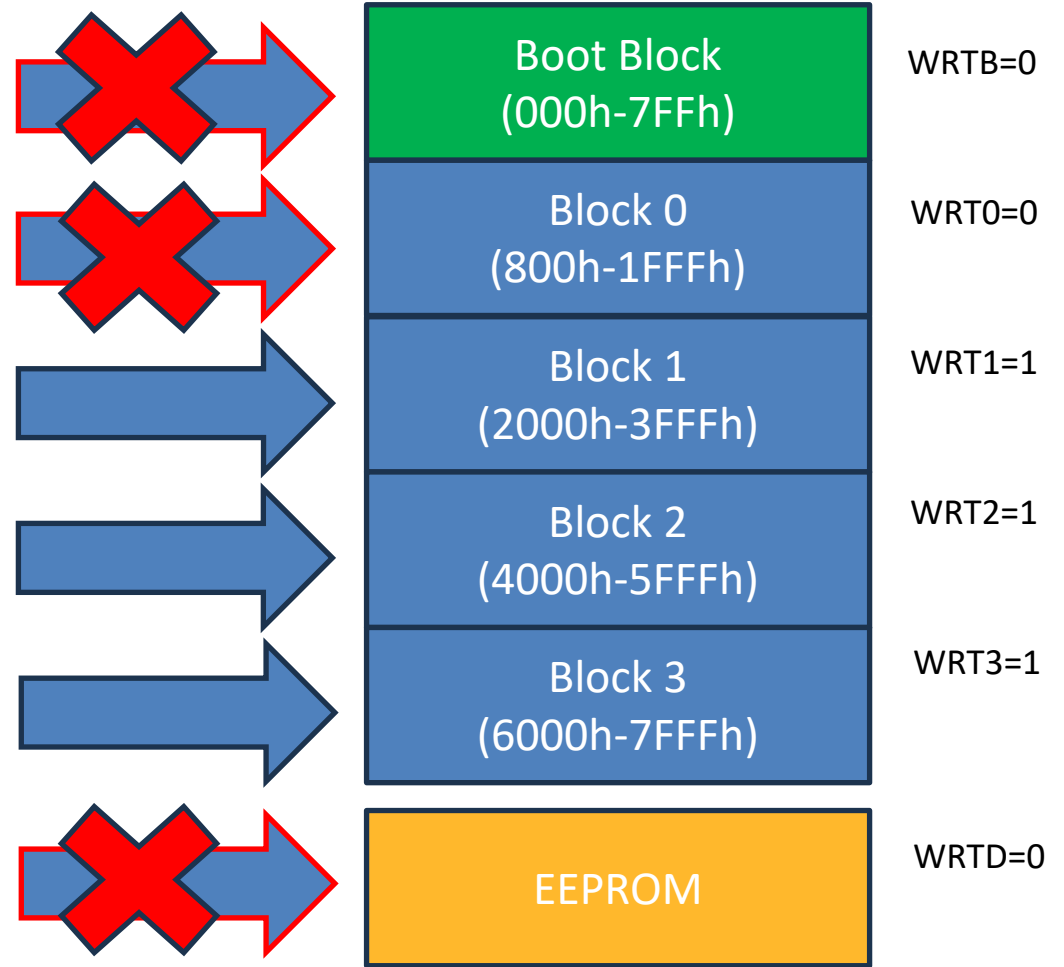 Boot Block
(000h-7FFh)
WRTB=0
Block 0
(800h-1FFFh)
WRT0=0
Block 1
(2000h-3FFFh)
WRT1=1
Block 2
(4000h-5FFFh)
WRT2=1
Block 3
(6000h-7FFFh)
WRT3=1
EEPROM
WRTD=0